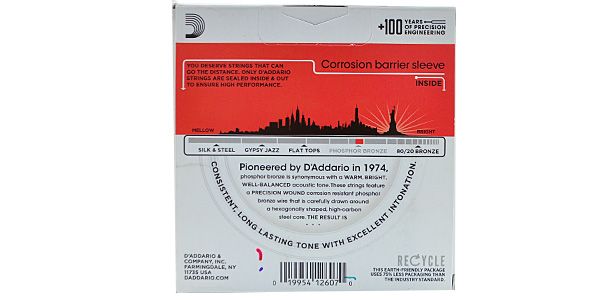 D
+100 YEARS OF PRECISION ENGINEERING
YOU DESERVE STRINGS THAT CAN
GO THE DISTANCE. ONLY D'ADDARIO
STRINGS ARE SEALED INSIDE & OUT
TO ENSURE HIGH PERFORMANCE.
Corrosion barrier sleeve
INSIDE
MELLOW
BRIGHT
SILK & STEEL GYPSY JAZZ FLAT TOPS PHOSPHOR BRONZE 80/20 BRONZE
Pioneered by D'Addario in 1974,
phosphor bronze is synonymous with a WARM, BRIGHT,
WELL-BALANCED acoustic tone. These strings feature
a PRECISION WOUND corrosion resistant phosphor
bronze wire that is carefully drawn around
a hexagonally shaped, high-carbon
steel core. THE RESULT IS
...
CONSISTENT, LONG LASTING TONE WITH EXCELLENT INTONATION.
D'ADDARIO &
COMPANY, INC.
FARMINGDALE, NY
11735 USA
DADDARIO.COM
0 19954 12607 0
RECYCLE
THIS EARTH-FRIENDLY PACKAGE
USES 75% LESS PACKAGING THAN
THE INDUSTRY STANDARD.